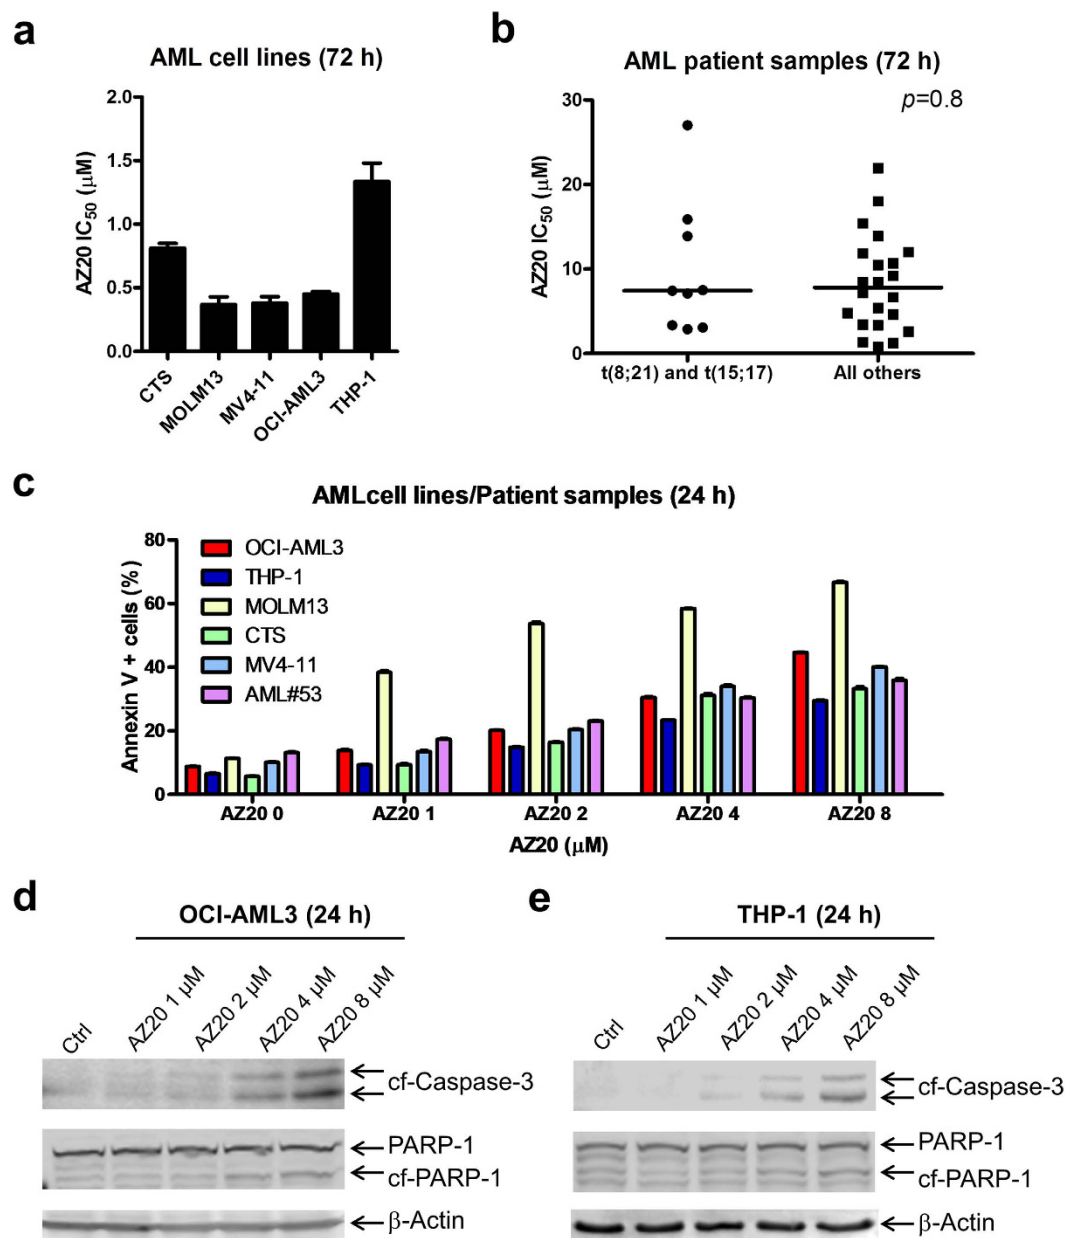 a
AML cell lines (72 h)
2.0
1.5
1.0
0.5
0.0
AZ20 IC₅₀ (μM)
CTS
MOLM13
MV4-11
OCI-AML3
THP-1
b
AML patient samples (72 h)
p=0.8
30
20
10
0
AZ20 IC₅₀ (μM)
t(8;21) and t(15;17)
All others
c
AMLcell lines/Patient samples (24 h)
80
60
40
20
0
Annexin V + cells (%)
OCI-AML3
THP-1
MOLM13
CTS
MV4-11
AML#53
AZ20 0
AZ20 1
AZ20 2
AZ20 4
AZ20 8
AZ20 (μM)
d
OCI-AML3 (24 h)
Ctrl
AZ20 1 μM
AZ20 2 μM
AZ20 4 μM
AZ20 8 μM
cf-Caspase-3
PARP-1
cf-PARP-1
β-Actin
e
THP-1 (24 h)
Ctrl
AZ20 1 μM
AZ20 2 μM
AZ20 4 μM
AZ20 8 μM
cf-Caspase-3
PARP-1
cf-PARP-1
β-Actin